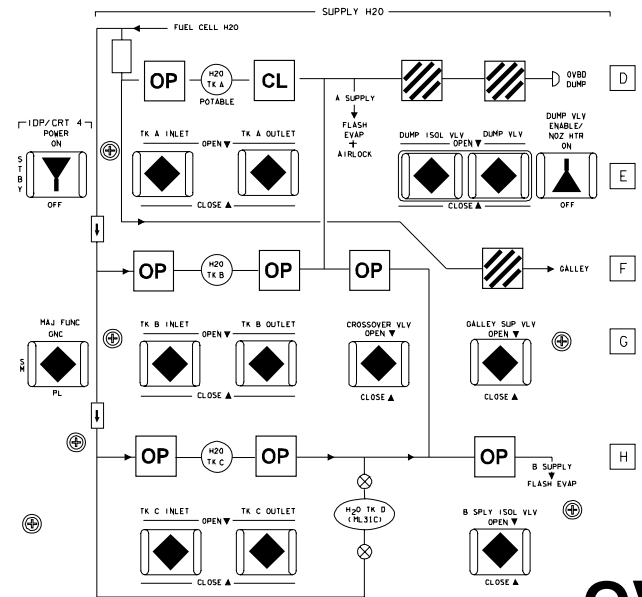 SUPPLY H2O
FUEL CELL H2O
OP
H2O
TK A
POTABLE
CL
OVBD
DUMP
D
A SUPPLY
FLASH
EVAP
+
AIRLOCK
IDP/CRT 4
POWER
ON
STBY
OFF
TK A INLET
TK A OUTLET
OPEN ▼
CLOSE ▲
DUMP ISOL VLV
DUMP VLV
OPEN ▼
CLOSE ▲
DUMP VLV
ENABLE/
NOZ HTR
ON
OFF
E
OP
H2O
TK B
OP
OP
GALLEY
F
MAJ FUNC
GNC
SM
PL
TK B INLET
TK B OUTLET
OPEN ▼
CLOSE ▲
CROSSOVER VLV
OPEN ▼
CLOSE ▲
GALLEY SUP VLV
OPEN ▼
CLOSE ▲
G
OP
H2O
TK C
OP
OP
H
B SUPPLY
FLASH EVAP
H2O TK D
(ML31C)
TK C INLET
TK C OUTLET
OPEN ▼
CLOSE ▲
B SPLY ISOL VLV
OPEN ▼
CLOSE ▲